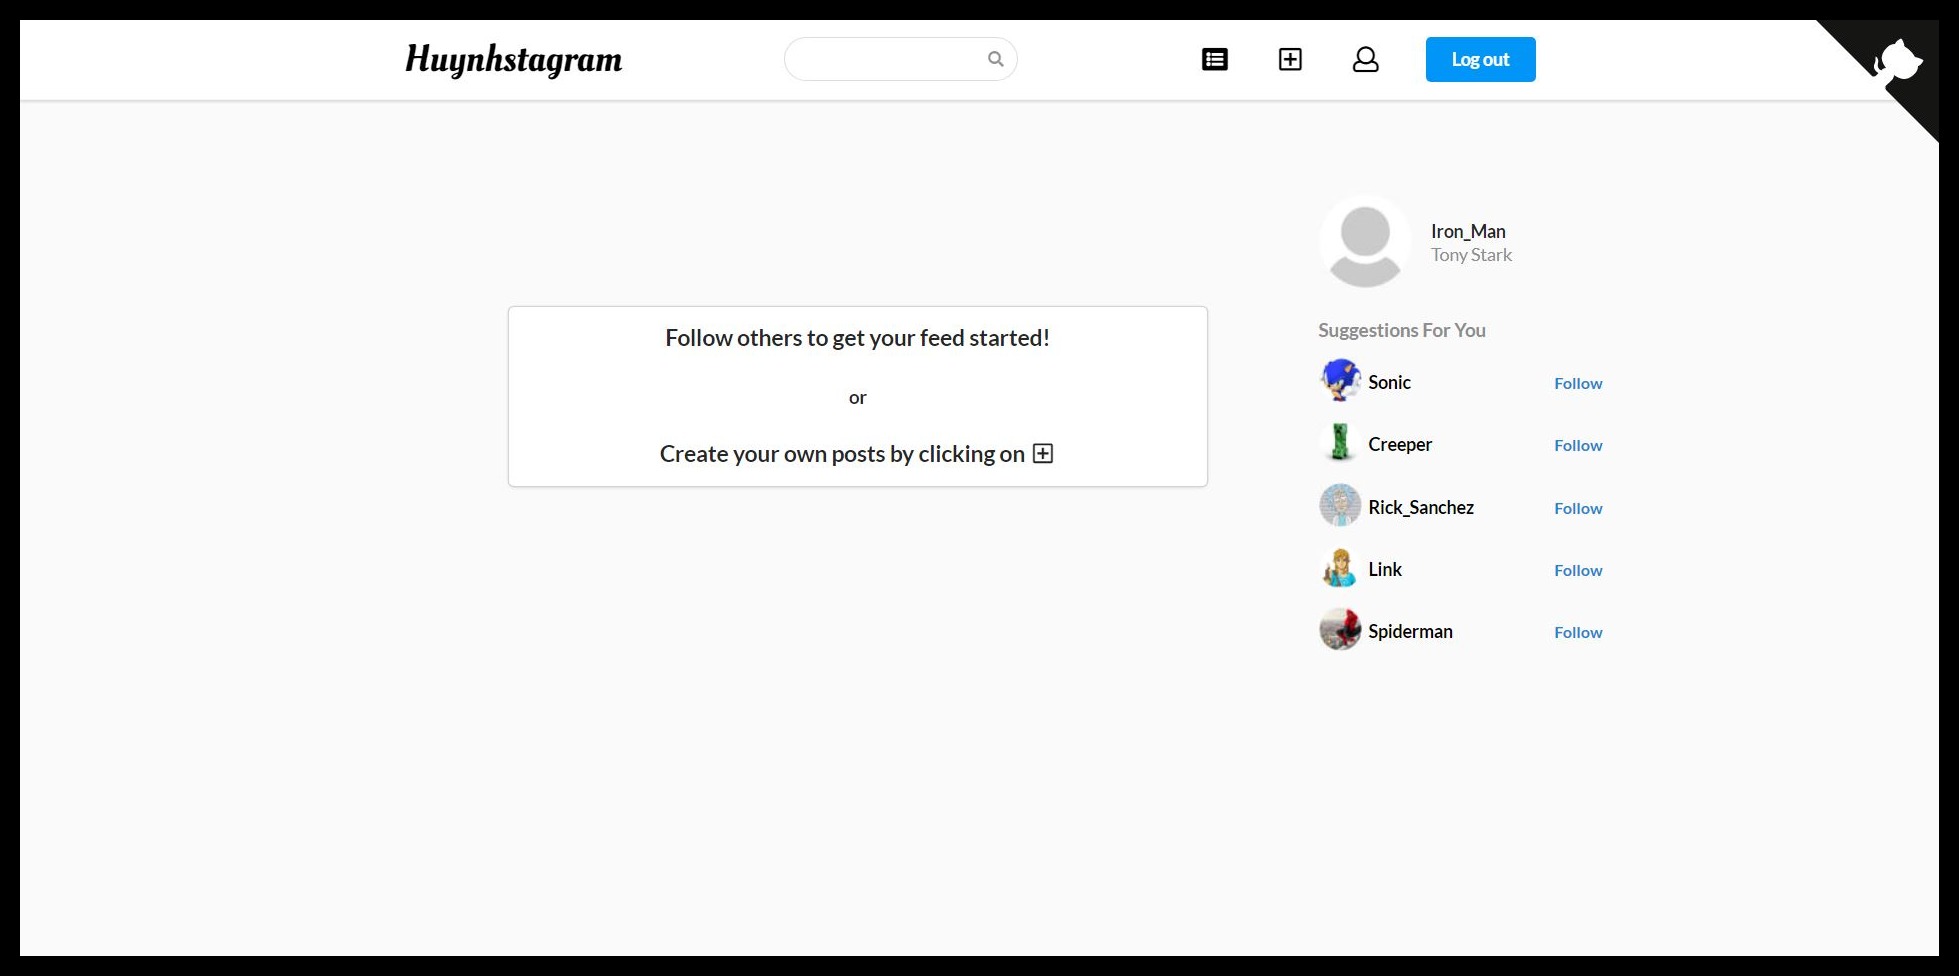 Huynhstagram
Log out
Iron_Man
Tony Stark
Follow others to get your feed started!
or
Create your own posts by clicking on
Suggestions For You
Sonic Follow
Creeper Follow
Rick_Sanchez Follow
Link Follow
Spiderman Follow